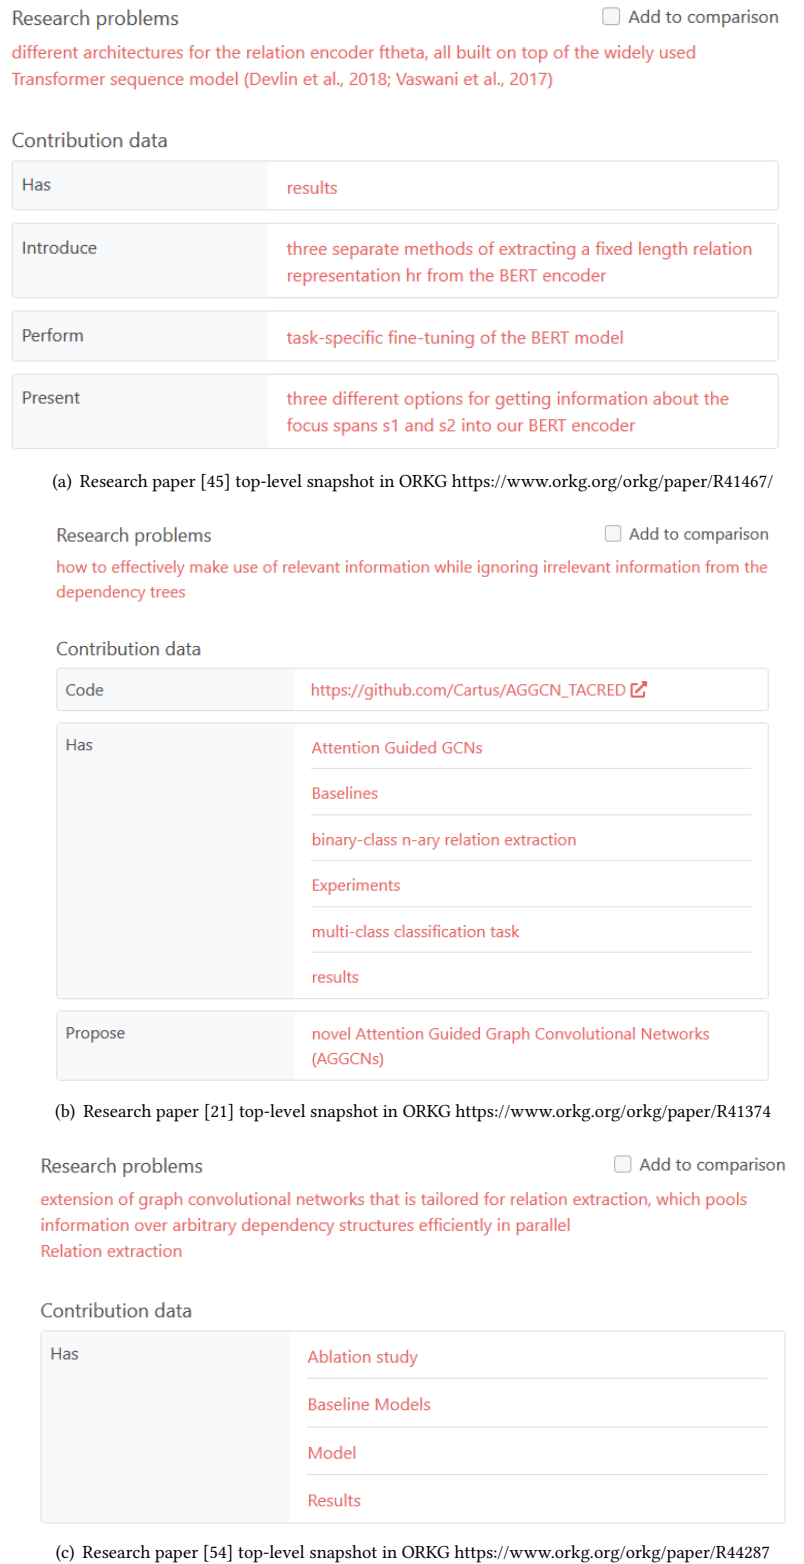 Research problems
Add to comparison
different architectures for the relation encoder ftheta, all built on top of the widely used
Transformer sequence model (Devlin et al., 2018; Vaswani et al., 2017)
Contribution data
Has
results
Introduce
three separate methods of extracting a fixed length relation
representation hr from the BERT encoder
Perform
task-specific fine-tuning of the BERT model
Present
three different options for getting information about the
focus spans s1 and s2 into our BERT encoder
(a) Research paper [45] top-level snapshot in ORKG https://www.orkg.org/orkg/paper/R41467/
Research problems
Add to comparison
how to effectively make use of relevant information while ignoring irrelevant information from the
dependency trees
Contribution data
Code
https://github.com/Cartus/AGGCN_TACRED
Has
Attention Guided GCNs
Baselines
binary-class n-ary relation extraction
Experiments
multi-class classification task
results
Propose
novel Attention Guided Graph Convolutional Networks
(AGGCNs)
(b) Research paper [21] top-level snapshot in ORKG https://www.orkg.org/orkg/paper/R41374
Research problems
Add to comparison
extension of graph convolutional networks that is tailored for relation extraction, which pools
information over arbitrary dependency structures efficiently in parallel
Relation extraction
Contribution data
Has
Ablation study
Baseline Models
Model
Results
(c) Research paper [54] top-level snapshot in ORKG https://www.orkg.org/orkg/paper/R44287